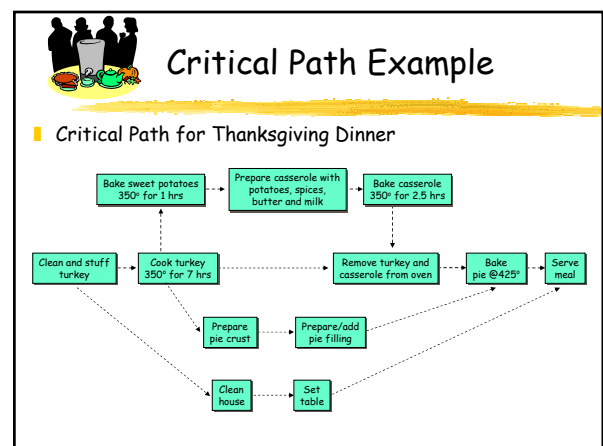 Critical Path Example
Critical Path for Thanksgiving Dinner
Bake sweet potatoes
350° for 1 hrs
Prepare casserole with
potatoes, spices,
butter and milk
Bake casserole
350° for 2.5 hrs
Clean and stuff
turkey
Cook turkey
350° for 7 hrs
Remove turkey and
casserole from oven
Bake
pie @425°
Serve
meal
Prepare
pie crust
Prepare/add
pie filling
Clean
house
Set
table